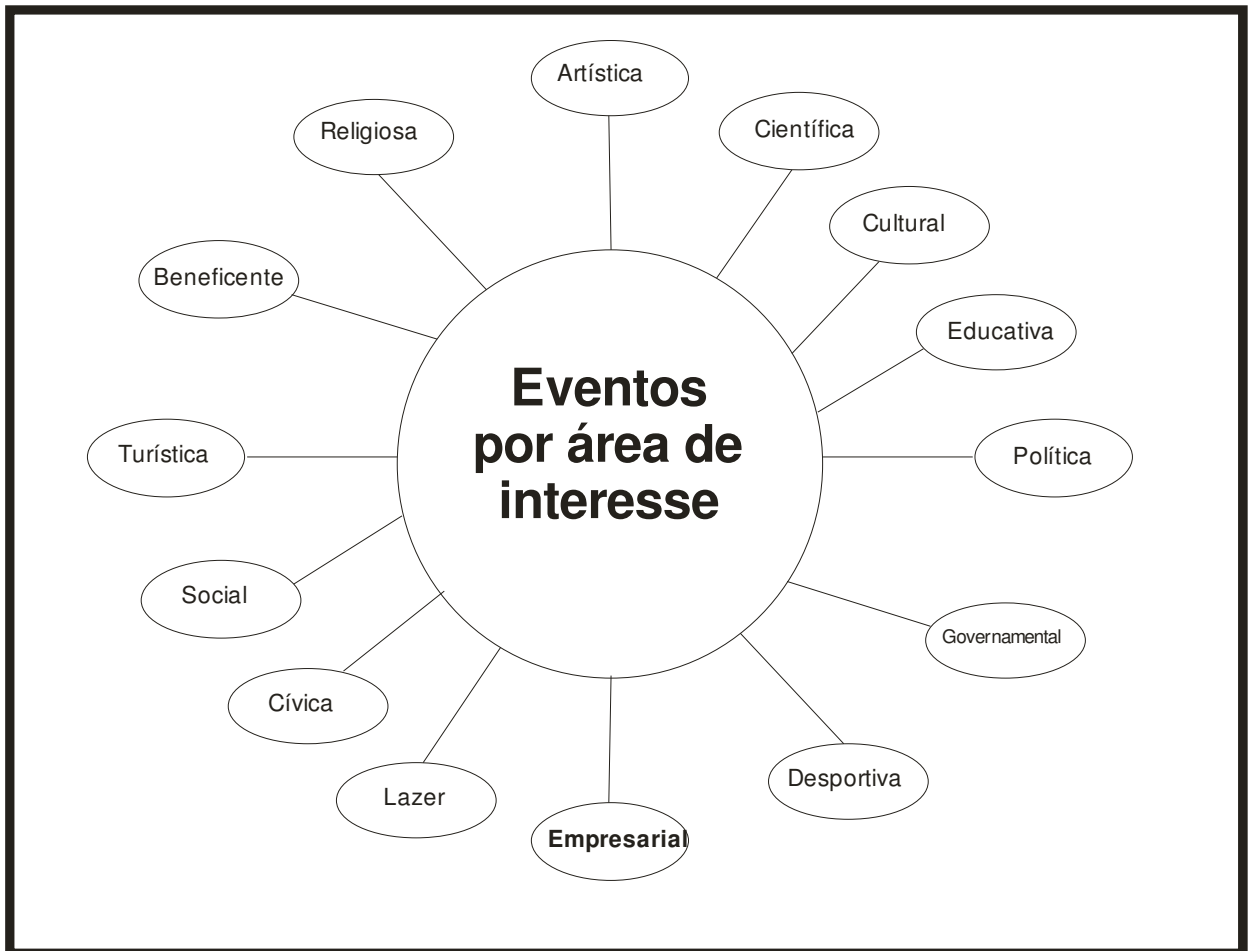 Artística
Científica
Religiosa
Cultural
Beneficente
Educativa
Eventos
por área de
interesse
Turística
Política
Social
Governamental
Cívica
Desportiva
Lazer
Empresarial